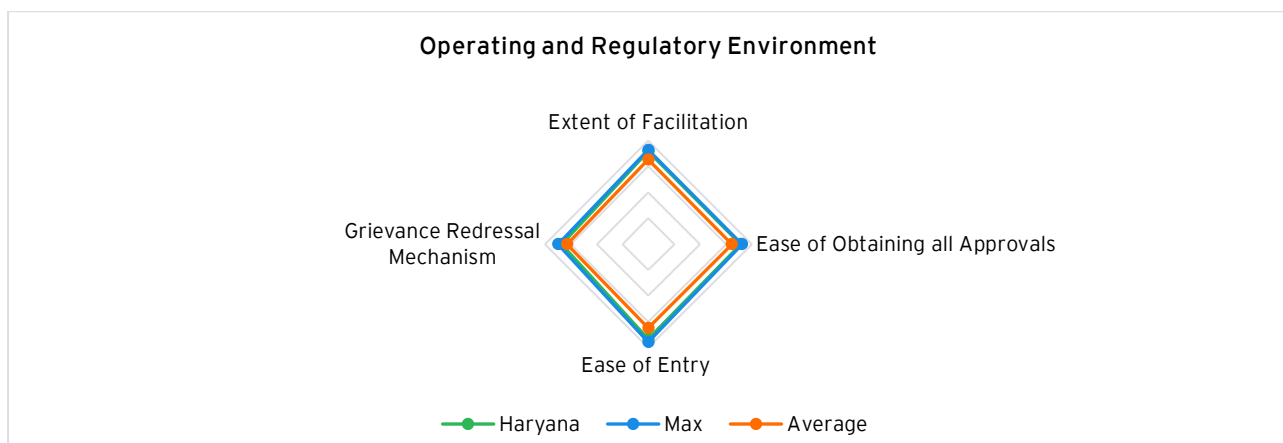 Operating and Regulatory Environment
Extent of Facilitation
Grievance Redressal
Mechanism
Ease of Obtaining all Approvals
Ease of Entry
Haryana Max Average